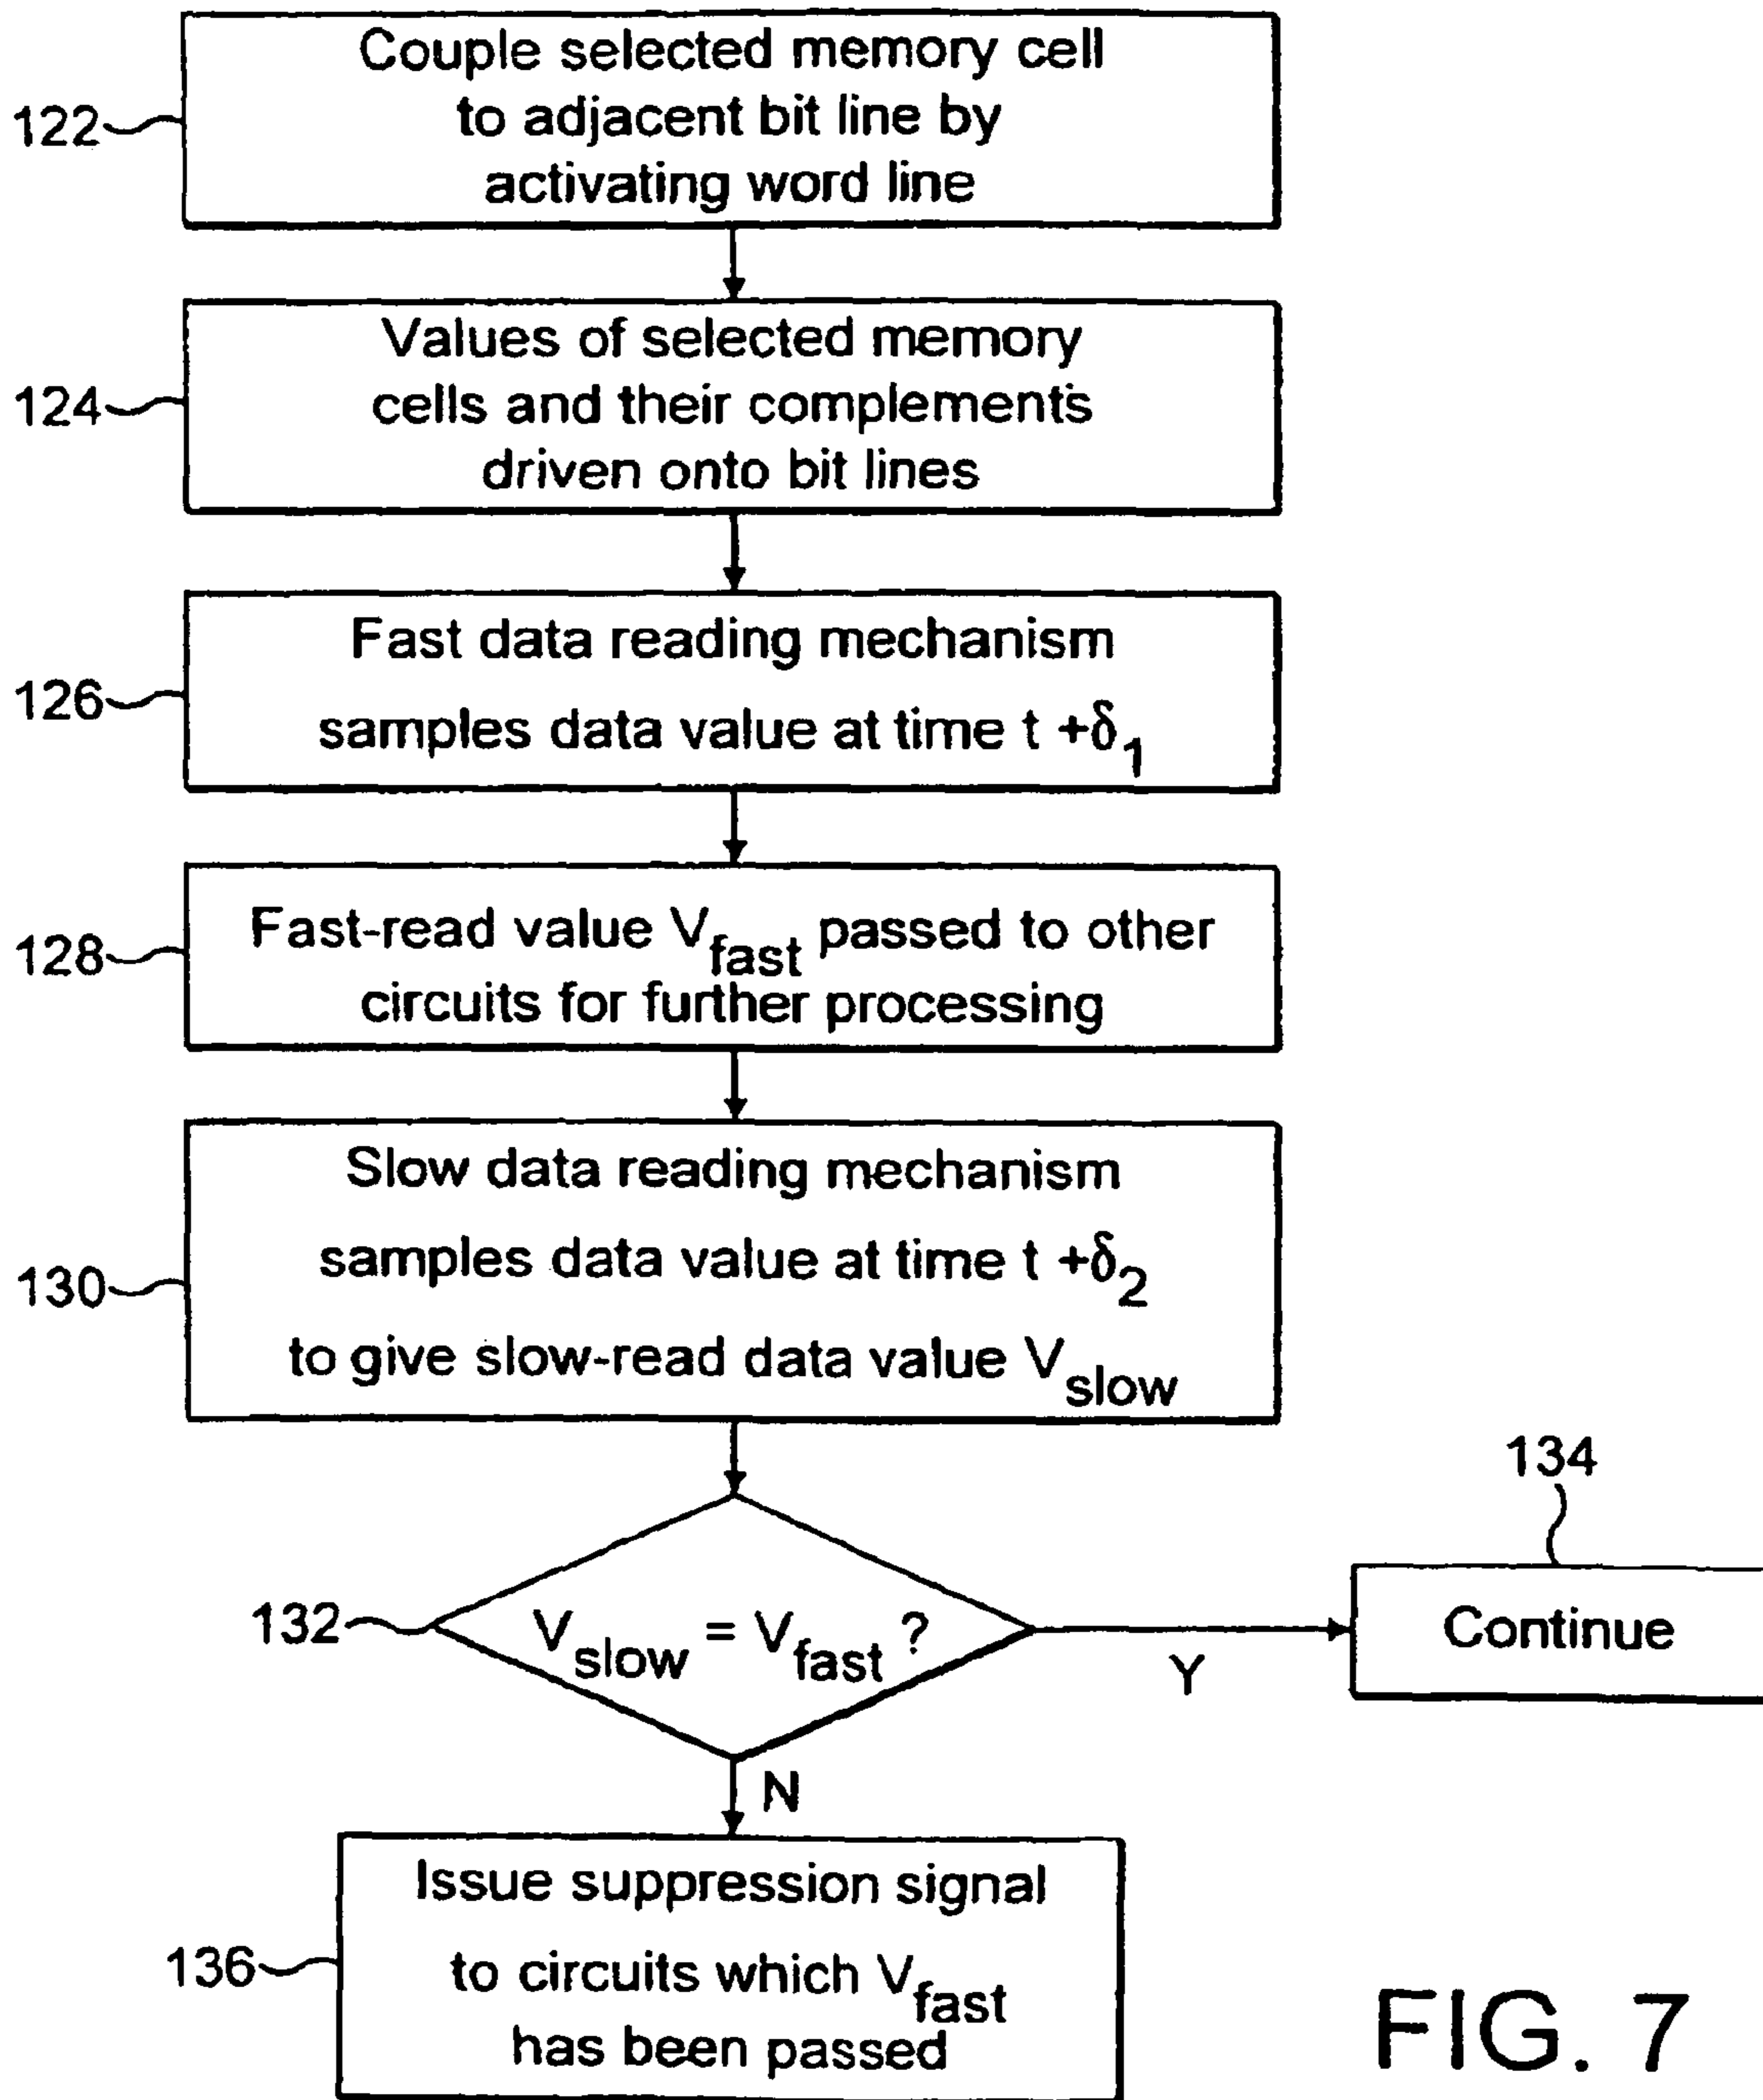 122
Couple selected memory cell
to adjacent bit line by
activating word line
124
Values of selected memory
cells and their complements
driven onto bit lines
126
Fast data reading mechanism
samples data value at time t +δ1
128
Fast-read value Vfast passed to other
circuits for further processing
130
Slow data reading mechanism
samples data value at time t +δ2
to give slow-read data value Vslow
132
Vslow = Vfast ?
Y
134
Continue
N
136
Issue suppression signal
to circuits which Vfast
has been passed
FIG. 7